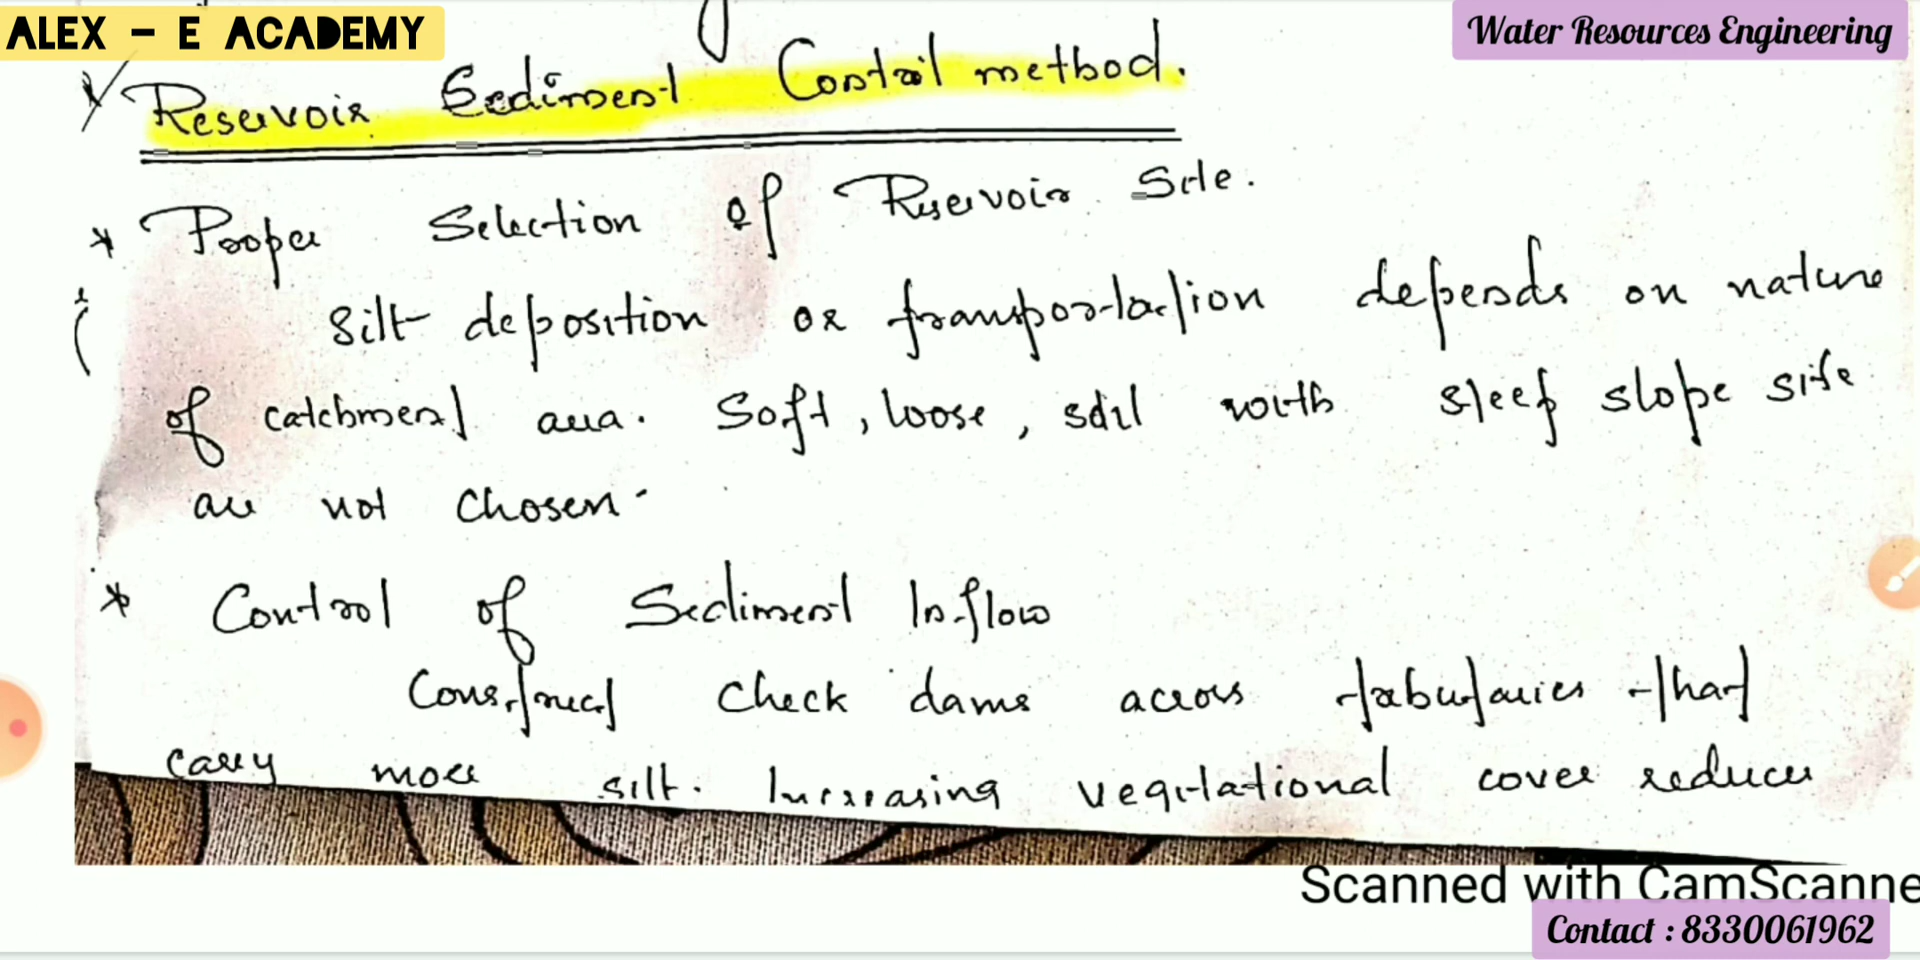 ALEX - E ACADEMY
Water Resources Engineering
Reservoir Sediment Control method.
* Proper Selection of Reservoir Site.
Silt deposition or transportation depends on nature
of catchment area. Soft, loose, soil with steep slope site
are not chosen.
* Control of Sediment Inflow
Construct check dams across tributaries that
carry more silt. Increasing vegetational cover reduces
Scanned with CamScanne
Contact : 8330061962